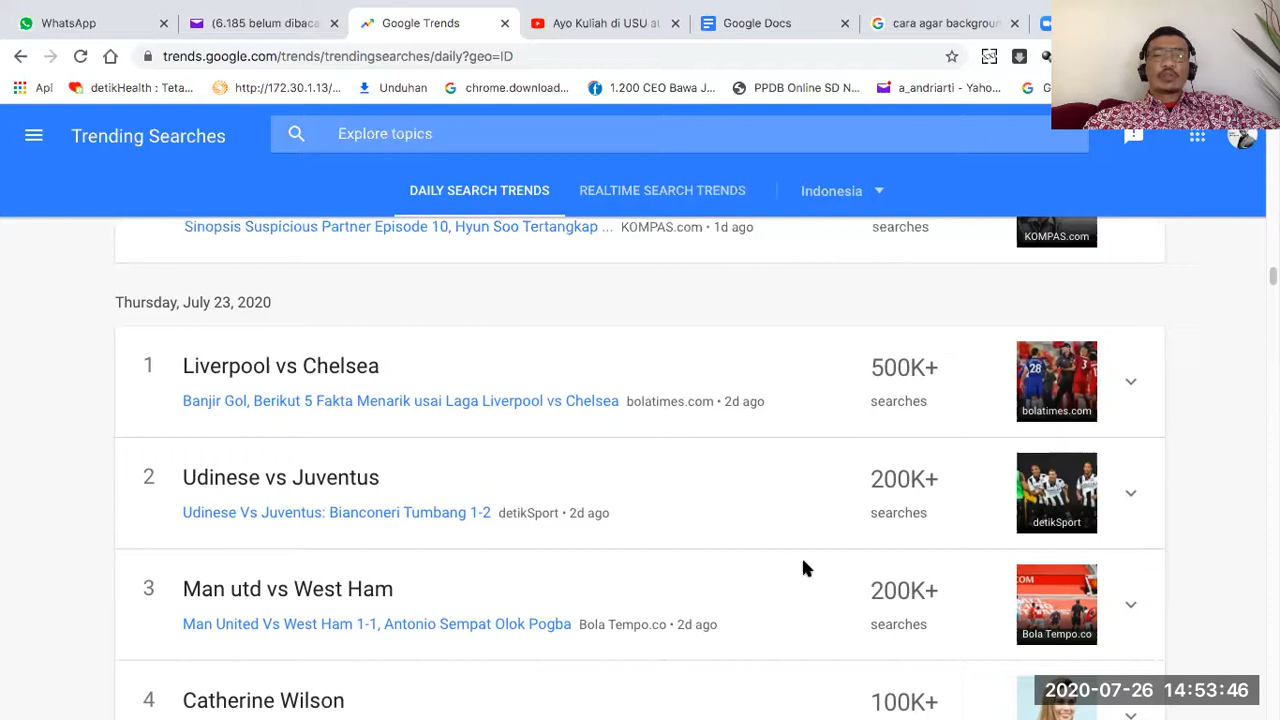 WhatsApp
(6.185 belum dibaca
Google Trends
Ayo Kuliah di USU a
Google Docs
cara agar backgroun
trends.google.com/trends/trendingsearches/daily?geo=ID
Apl
detikHealth : Teta...
http://172.30.1.13/...
Unduhan
chrome.download...
1.200 CEO Bawa J...
PPDB Online SD N...
a_andriarti - Yaho...
G
Trending Searches
Explore topics
DAILY SEARCH TRENDS
REALTIME SEARCH TRENDS
Indonesia
Sinopsis Suspicious Partner Episode 10, Hyun Soo Tertangkap ... KOMPAS.com • 1d ago
searches
KOMPAS.com
Thursday, July 23, 2020
1
Liverpool vs Chelsea
500K+
Banjir Gol, Berikut 5 Fakta Menarik usai Laga Liverpool vs Chelsea bolatimes.com • 2d ago
searches
28
3
bolatimes.com
2
Udinese vs Juventus
200K+
Udinese Vs Juventus: Bianconeri Tumbang 1-2 detikSport • 2d ago
searches
detikSport
3
Man utd vs West Ham
200K+
Man United Vs West Ham 1-1, Antonio Sempat Olok Pogba Bola Tempo.co • 2d ago
searches
COM
Bola Tempo.co
4
Catherine Wilson
100K+
2020-07-26 14:53:46